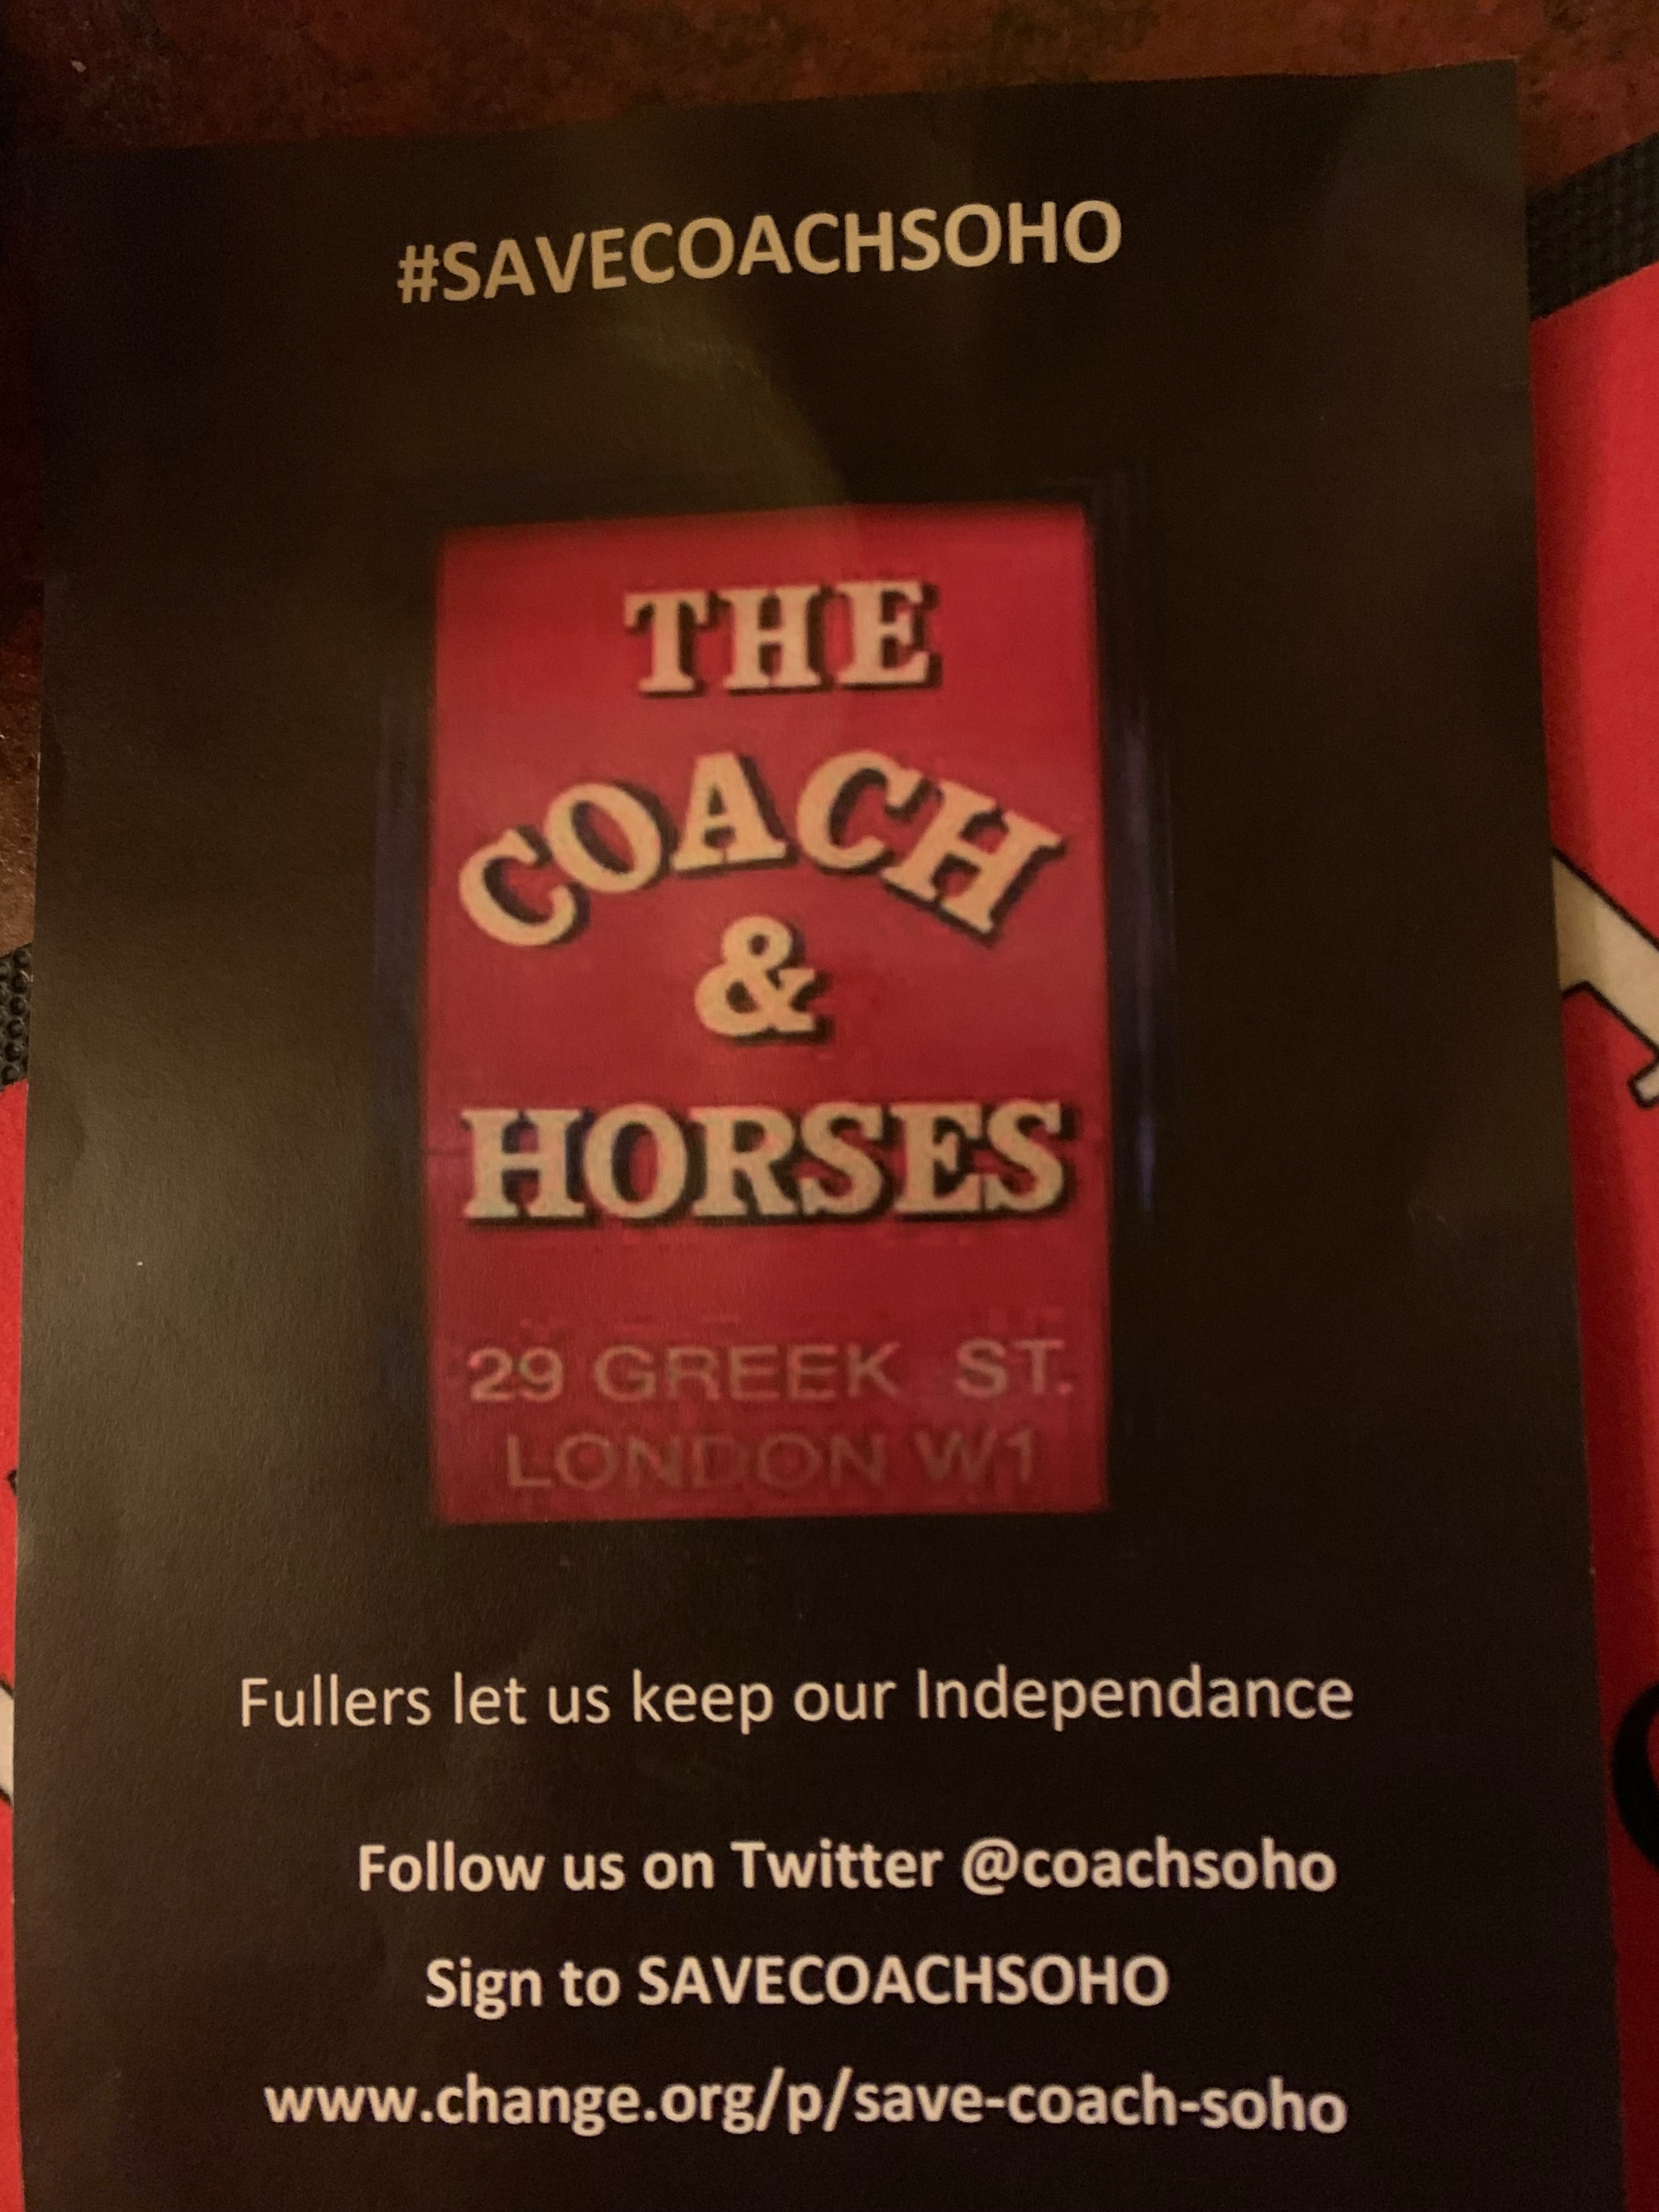 #SAVECOACHSOHO
THE
COACH
&
HORSES
29 GREEK ST.
LONDON W1
Fullers let us keep our Independance
Follow us on Twitter @coachsoho
Sign to SAVECOACHSOHO
www.change.org/p/save-coach-soho